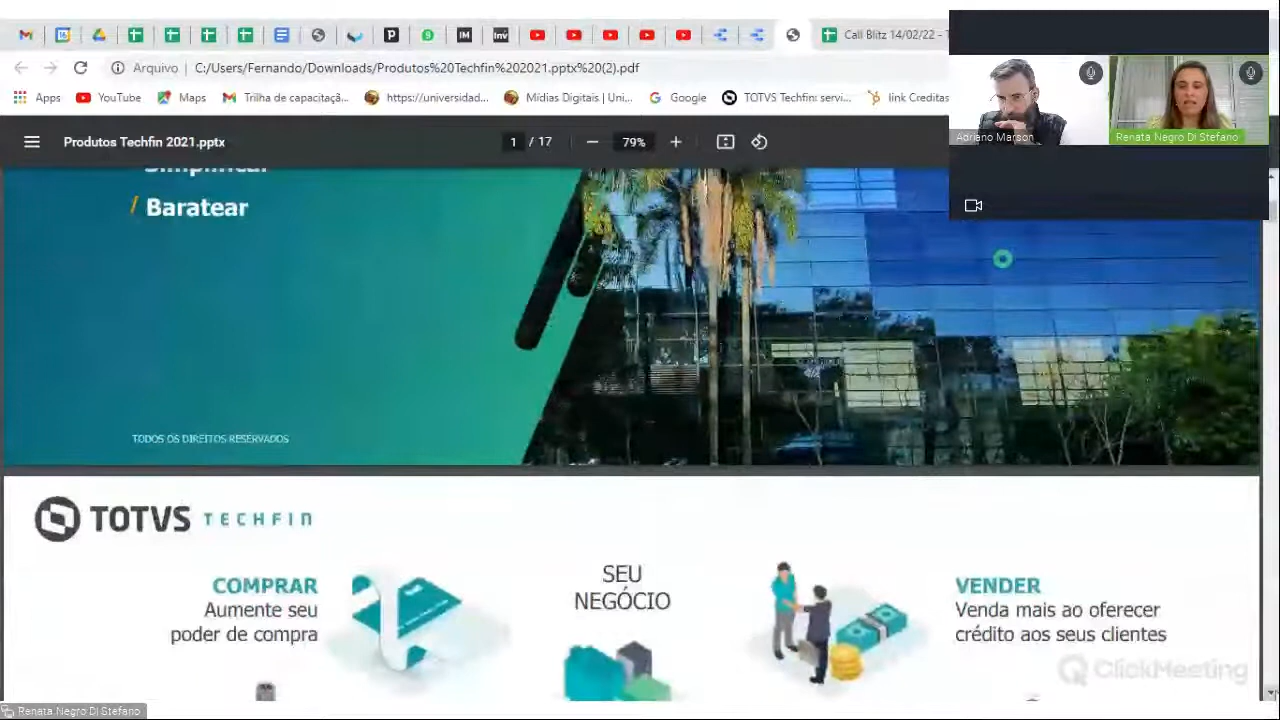 Call Blitz 14/02/22 - T
Arquivo
C:/Users/Fernando/Downloads/Produtos%20Techfin%202021.pptx%20(2).pdf
Apps
YouTube
Maps
Trilha de capacitaçã...
https://universidad...
Mídias Digitais | Uni...
Google
TOTVS Techfin: servi...
link Creditas
Adriano Marson
Renata Negro Di Stefano
Produtos Techfin 2021.pptx
1 / 17
79%
Simplificar
/ Baratear
TODOS OS DIREITOS RESERVADOS
TOTVS TECHFIN
COMPRAR
Aumente seu
poder de compra
SEU
NEGÓCIO
VENDER
Venda mais ao oferecer
crédito aos seus clientes
ClickMeeting
Renata Negro Di Stefano